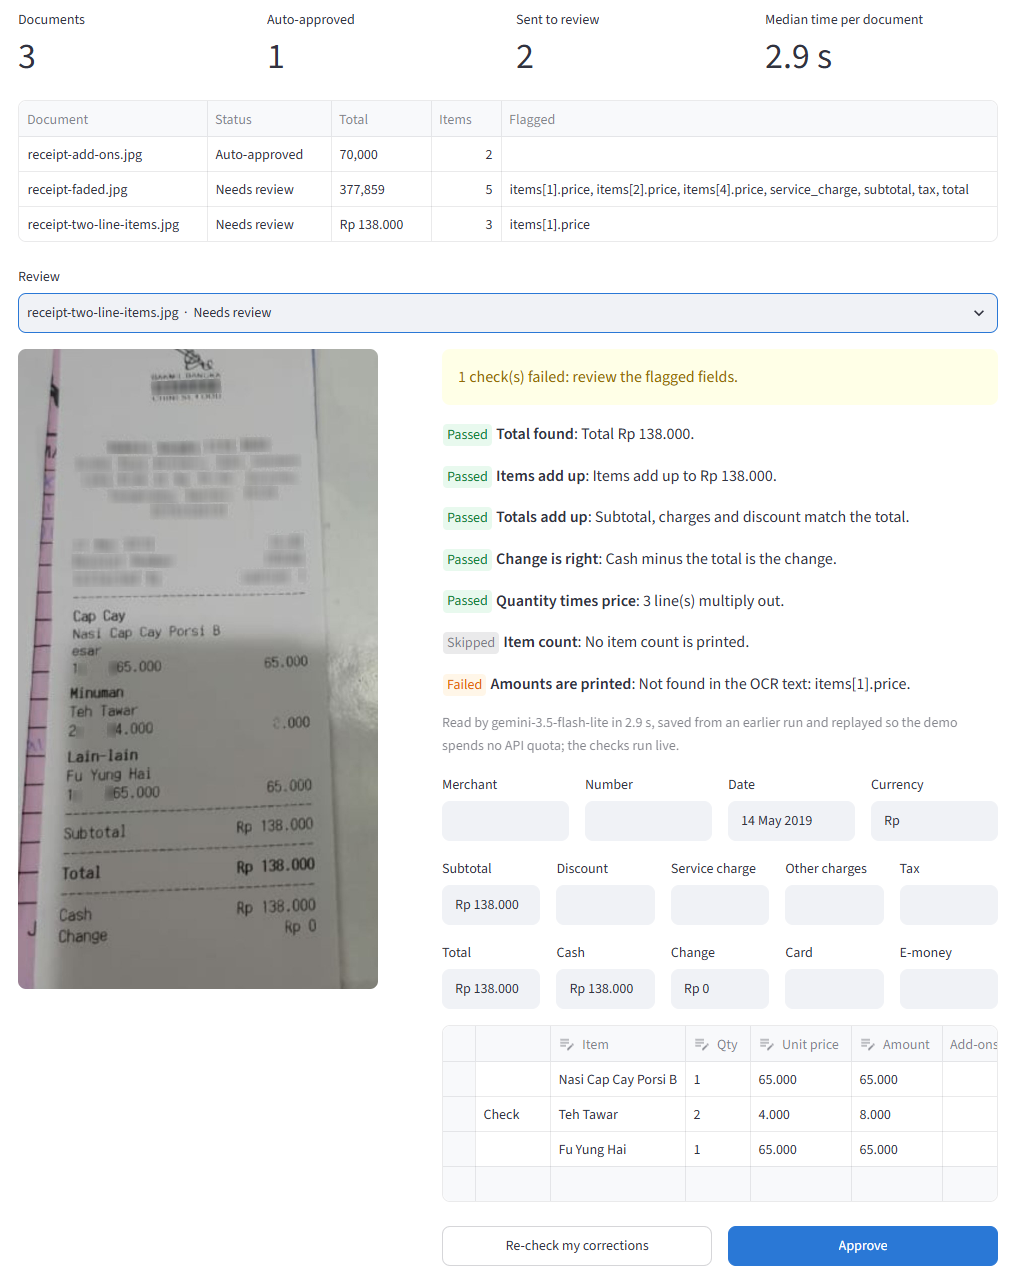 Documents
Auto-approved
Sent to review
Median time per document
3
1
2
2.9 s
Document Status Total Items Flagged
receipt-add-ons.jpg Auto-approved 70,000 2
receipt-faded.jpg Needs review 377,859 5 items[1].price, items[2].price, items[4].price, service_charge, subtotal, tax, total
receipt-two-line-items.jpg Needs review Rp 138.000 3 items[1].price
Review
receipt-two-line-items.jpg · Needs review
CHINESE FOOD
Cap Cay
Nasi Cap Cay Porsi B
esar
1 65.000 65.000
Minuman
Teh Tawar
2 4.000 .000
Lain-lain
Fu Yung Hai
1 65.000 65.000
Subtotal Rp 138.000
Total Rp 138.000
Cash Rp 138.000
Change Rp 0
1 check(s) failed: review the flagged fields.
Passed Total found: Total Rp 138.000.
Passed Items add up: Items add up to Rp 138.000.
Passed Totals add up: Subtotal, charges and discount match the total.
Passed Change is right: Cash minus the total is the change.
Passed Quantity times price: 3 line(s) multiply out.
Skipped Item count: No item count is printed.
Failed Amounts are printed: Not found in the OCR text: items[1].price.
Read by gemini-3.5-flash-lite in 2.9 s, saved from an earlier run and replayed so the demo
spends no API quota; the checks run live.
Merchant Number Date Currency
14 May 2019 Rp
Subtotal Discount Service charge Other charges Tax
Rp 138.000
Total Cash Change Card E-money
Rp 138.000 Rp 138.000 Rp 0
Item Qty Unit price Amount Add-ons
Nasi Cap Cay Porsi B 1 65.000 65.000
Check Teh Tawar 2 4.000 8.000
Fu Yung Hai 1 65.000 65.000
Re-check my corrections
Approve